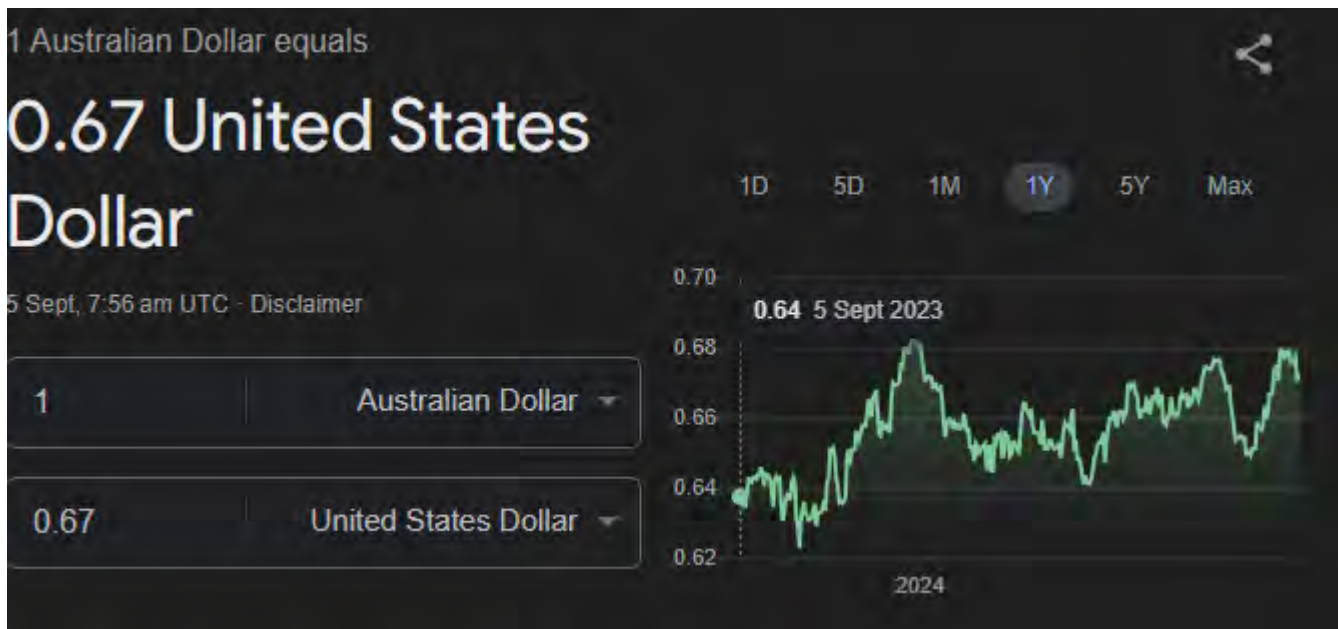 1 Australian Dollar equals
0.67 United States
Dollar
5 Sept, 7:56 am UTC · Disclaimer
1 Australian Dollar
0.67 United States Dollar
1D 5D 1M 1Y 5Y Max
0.70
0.64 5 Sept 2023
0.68
0.66
0.64
0.62
2024